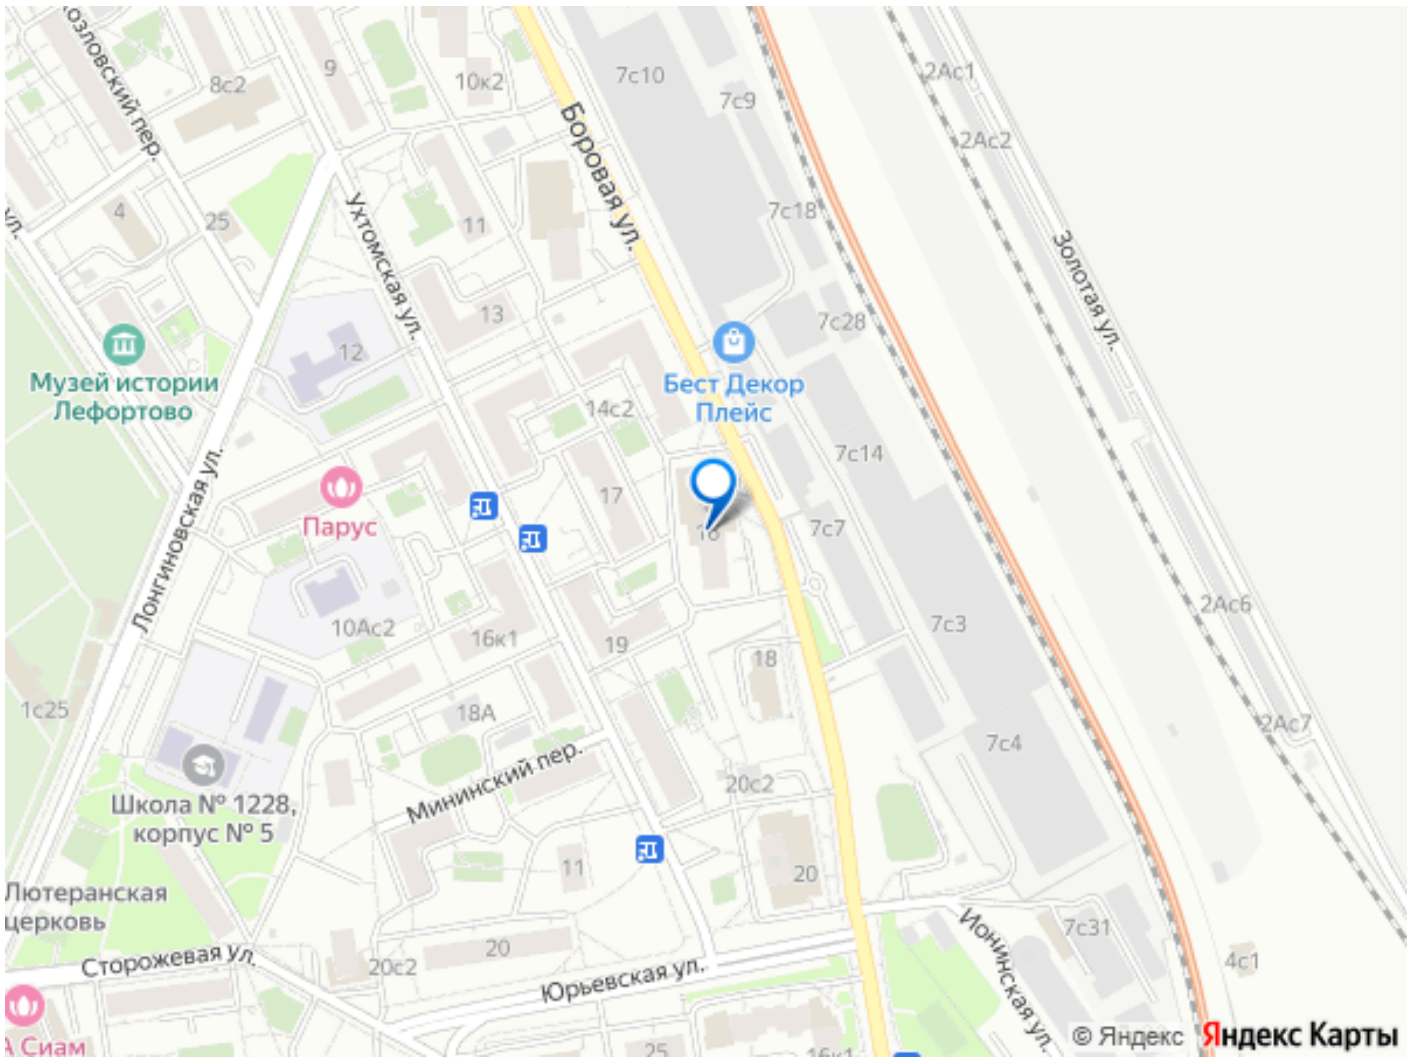 Козловский пер.
8с2
9
10к2
7с10
7с9
2Ас1
2Ас2
Боровая ул.
4
25
ул.
Ухтомская ул.
11
7с18
Золотая ул.
13
7с28
12
Музей истории
Лефортово
Бест Декор
Плейс
14с2
7с14
Лонгиновская ул.
Парус
17
16
7с7
10Ас2
16к1
19
7с3
2Ас6
18
1с25
18А
2Ас7
7с4
Мининский пер.
20с2
Школа № 1228,
корпус № 5
11
20
Лютеранская
церковь
7с31
Ионинская ул.
Сторожевая ул.
20с2
20
4с1
Юрьевская ул.
А Сиам
25
16к1
© Яндекс Яндекс Карты